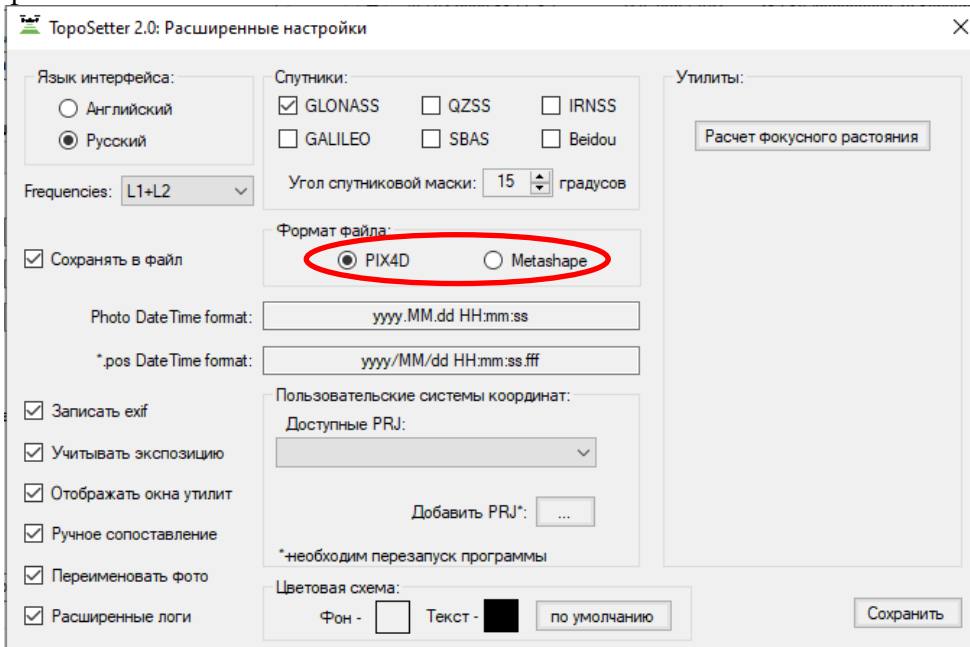 TopoSetter 2.0: Расширенные настройки
Язык интерфейса:
Английский
Русский
Frequencies: L1+L2
Сохранять в файл
Спутники:
GLONASS QZSS IRNSS
GALILEO SBAS Beidou
Угол спутниковой маски: 15 градусов
Формат файла:
PIX4D Metashape
Photo DateTime format: yyyy.MM.dd HH:mm:ss
*.pos DateTime format: yyyy/MM/dd HH:mm:ss.fff
Записать exif
Учитывать экспозицию
Отображать окна утилит
Ручное сопоставление
Переименовать фото
Расширенные логи
Пользовательские системы координат:
Доступные PRJ:
Добавить PRJ*: ...
*-необходим перезапуск программы
Цветовая схема:
Фон - Текст - по умолчанию
Утилиты:
Расчет фокусного растояния
Сохранить